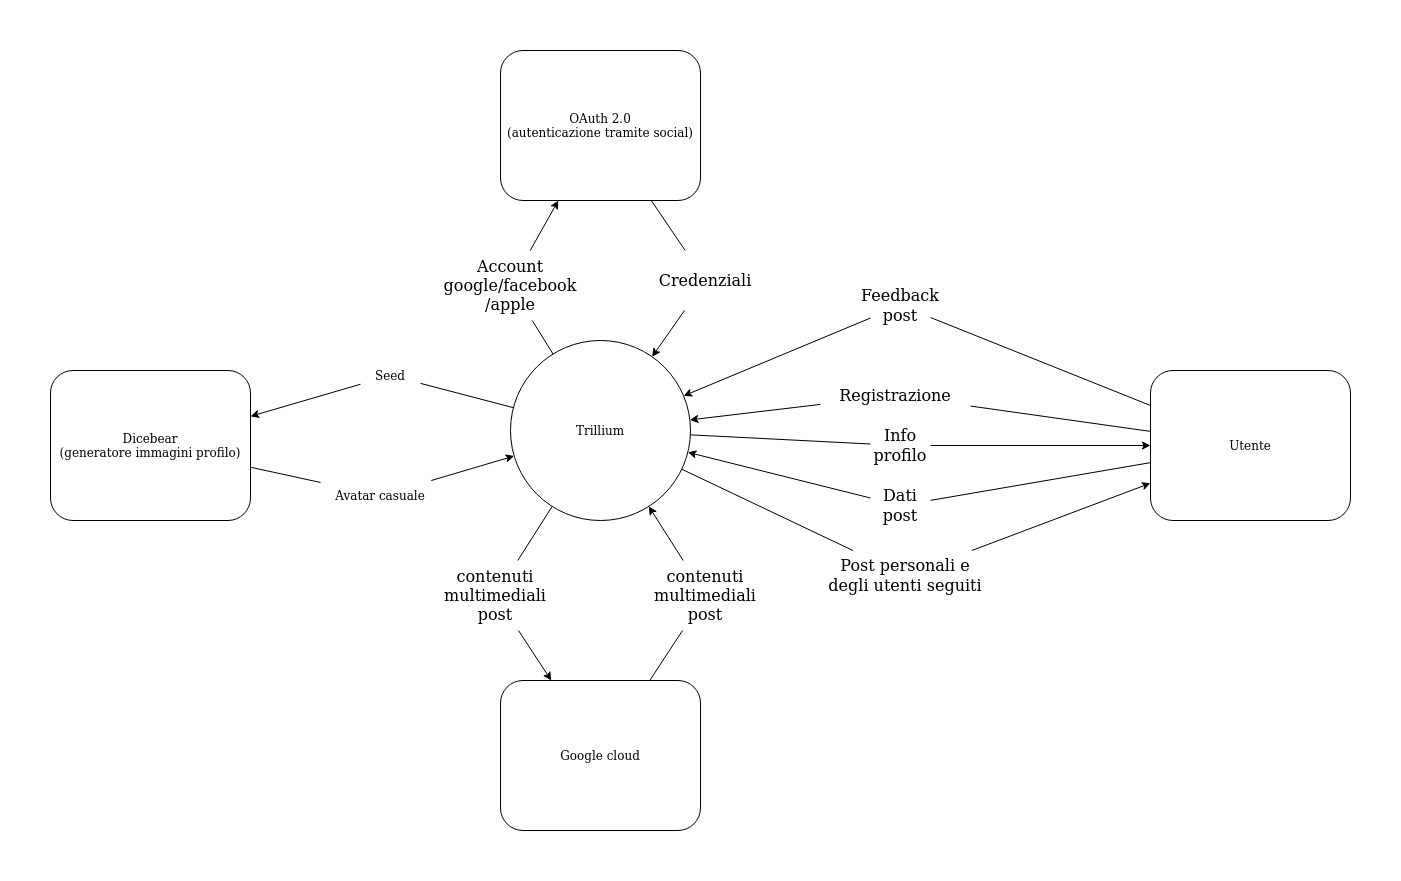 OAuth 2.0
(autenticazione tramite social)
Account
google/facebook
/apple
Credenziali
Feedback
post
Seed
Registrazione
Trillium
Info
profilo
Utente
Dicebear
(generatore immagini profilo)
Avatar casuale
Dati
post
Post personali e
degli utenti seguiti
contenuti
multimediali
post
contenuti
multimediali
post
Google cloud